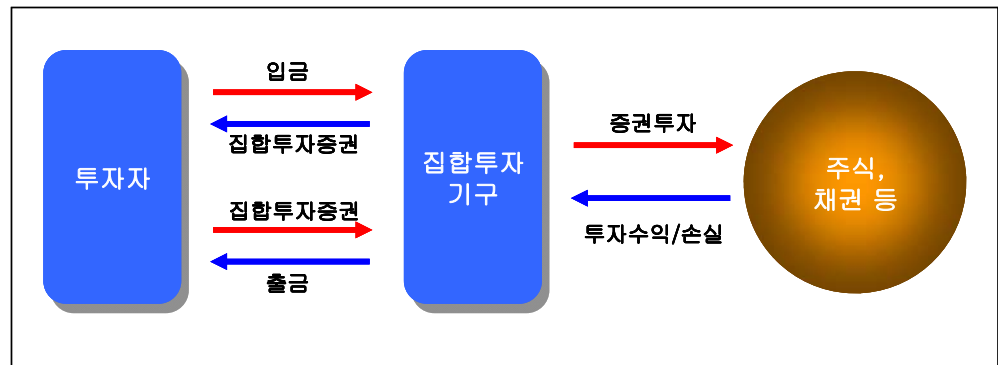 투자자
입금
집합투자증권
집합투자증권
출금
집합투자
기구
증권투자
투자수익/손실
주식,
채권 등